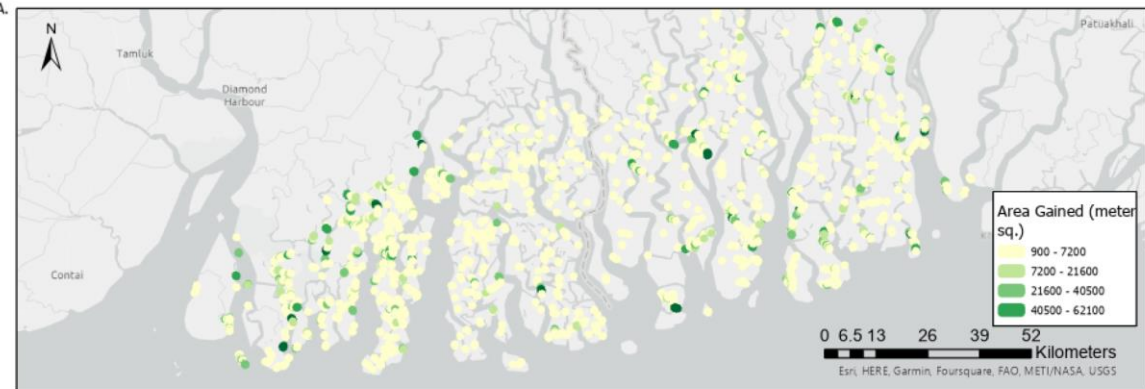 A.
N
Tamluk
Patuakhali
Diamond
Harbour
Contai
Area Gained (meter
sq.)
900 - 7200
7200 - 21600
21600 - 40500
40500 - 62100
0 6.5 13 26 39 52
Kilometers
Esri, HERE, Garmin, Foursquare, FAO, METI/NASA, USGS